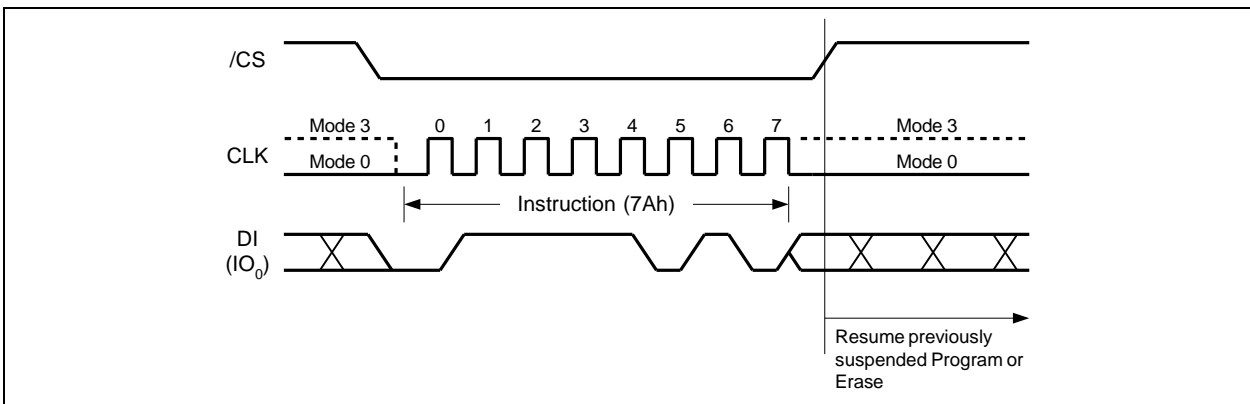 /CS
Mode 3 0 1 2 3 4 5 6 7 Mode 3
CLK
Mode 0 Mode 0
Instruction (7Ah)
DI
(IO0)
Resume previously
suspended Program or
Erase